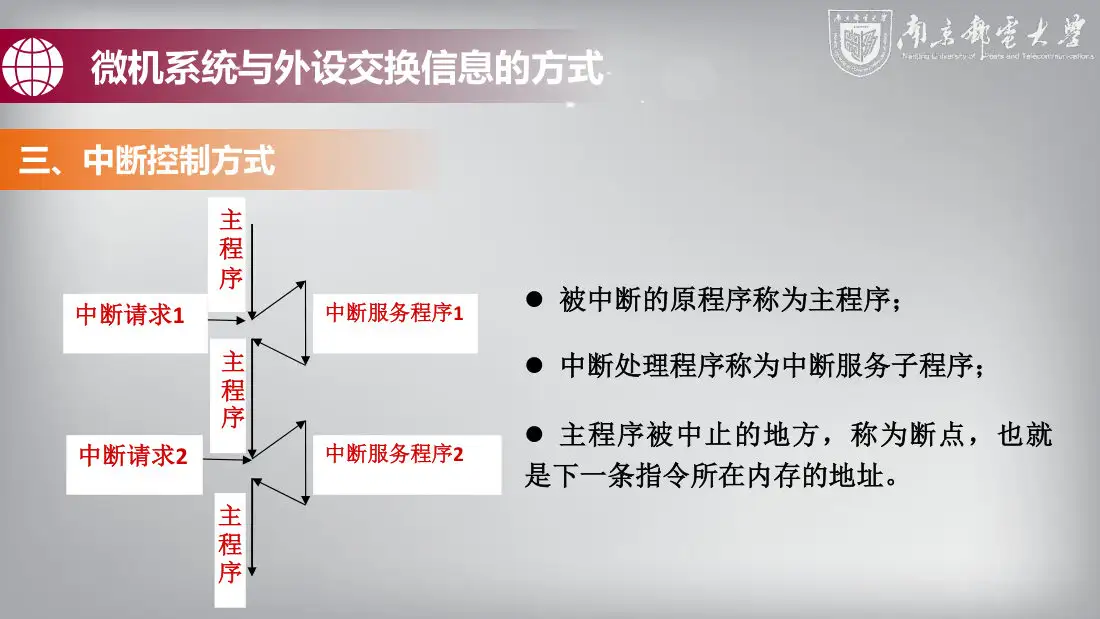 南京邮电大学
Nanjing University of Posts and Telecommunications
微机系统与外设交换信息的方式
三、中断控制方式
主程序
中断请求1
中断服务程序1
主程序
中断请求2
中断服务程序2
主程序
● 被中断的原程序称为主程序；
● 中断处理程序称为中断服务子程序；
● 主程序被中止的地方，称为断点，也就
是下一条指令所在内存的地址。